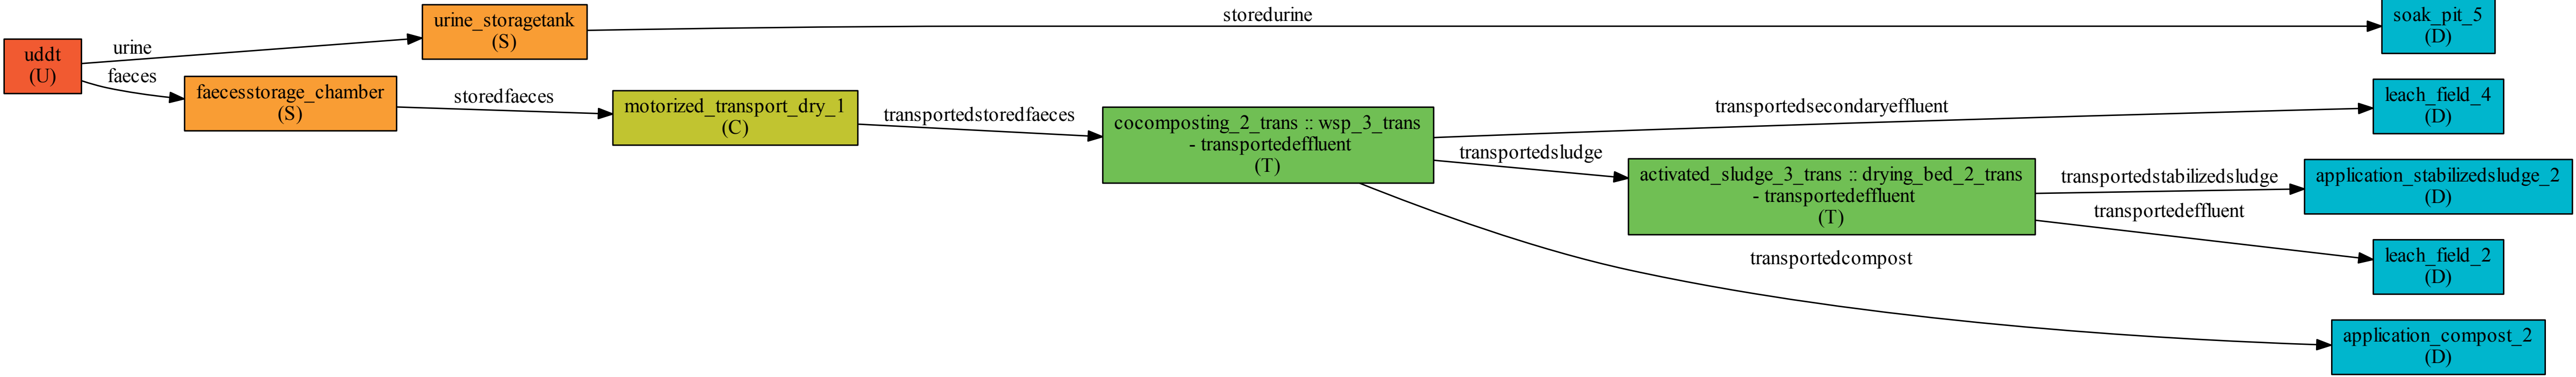 uddt
(U)
urine
faeces
urine_storagetank
(S)
faecesstorage_chamber
(S)
storedurine
storedfaeces
motorized_transport_dry_1
(C)
transportedstoredfaeces
cocomposting_2_trans :: wsp_3_trans
- transportedeffluent
(T)
transportedsecondaryeffluent
transportedsludge
transportedcompost
activated_sludge_3_trans :: drying_bed_2_trans
- transportedeffluent
(T)
transportedstabilizedsludge
transportedeffluent
soak_pit_5
(D)
leach_field_4
(D)
application_stabilizedsludge_2
(D)
leach_field_2
(D)
application_compost_2
(D)